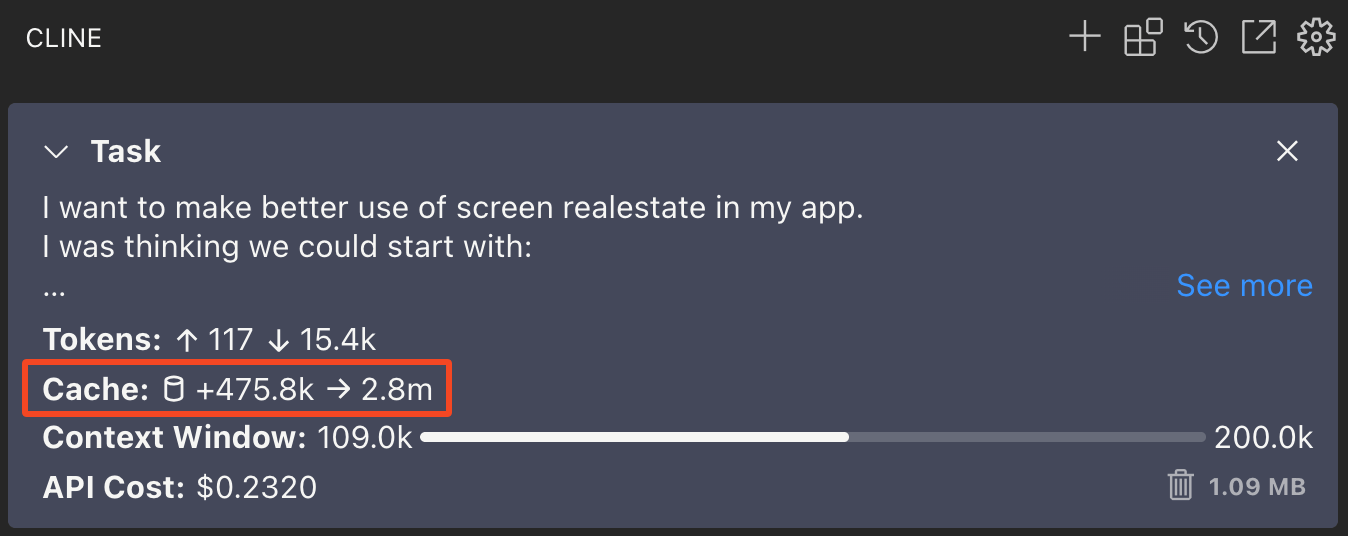 CLINE
Task
I want to make better use of screen realestate in my app.
I was thinking we could start with:
...
See more
Tokens: ↑ 117 ↓ 15.4k
Cache: +475.8k → 2.8m
Context Window: 109.0k 200.0k
API Cost: $0.2320 1.09 MB